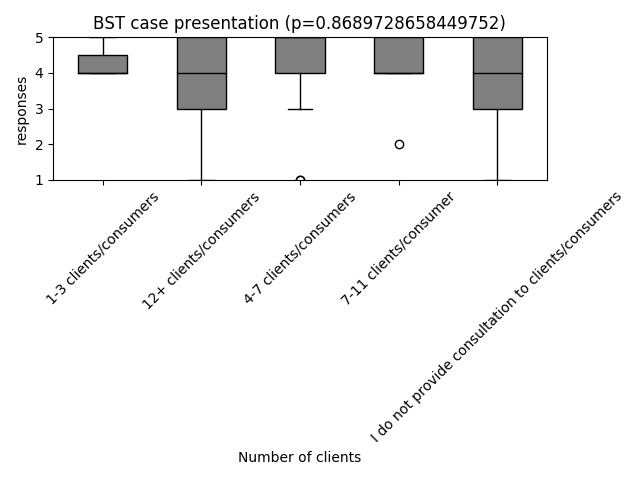 BST case presentation (p=0.8689728658449752)
responses
5
4
3
2
1
1-3 clients/consumers
12+ clients/consumers
4-7 clients/consumers
7-11 clients/consumer
I do not provide consultation to clients/consumers
Number of clients